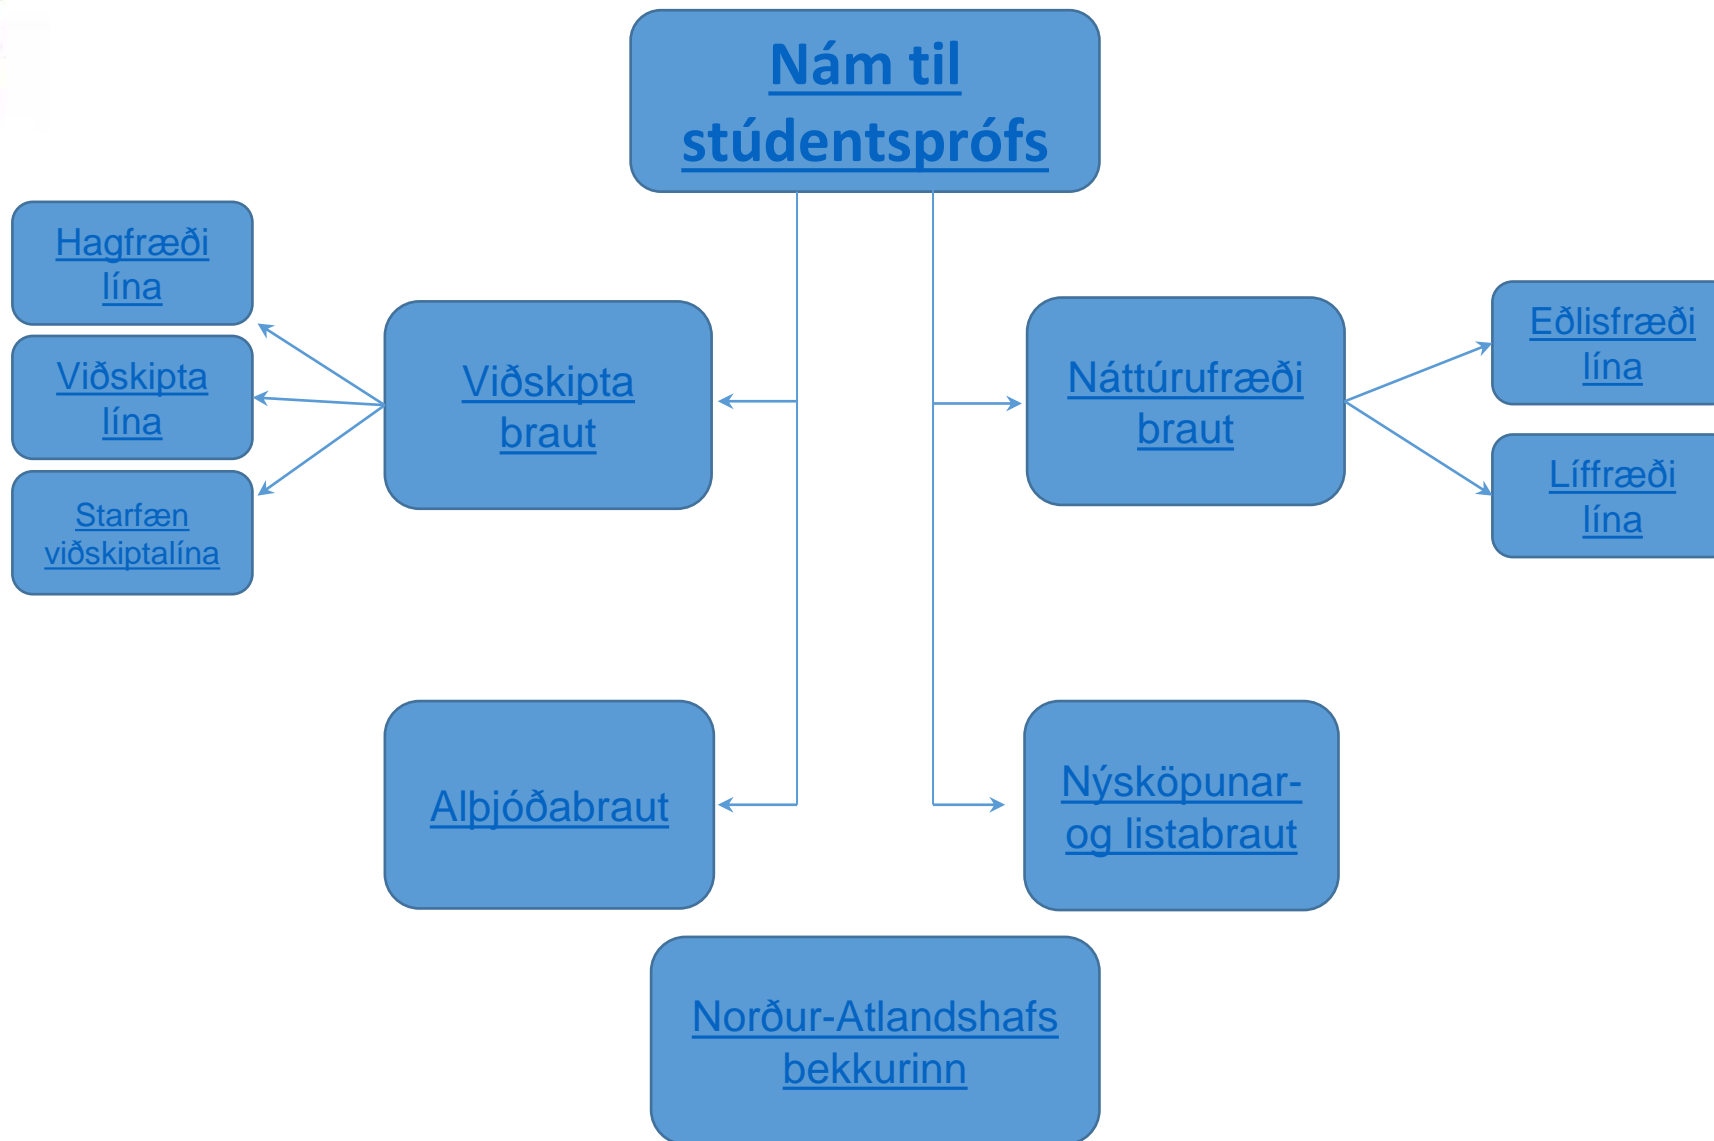 Nám til
stúdentsprófs
Hagfræði
lína
Viðskipta
lína
Starfæn
viðskiptalína
Viðskipta
braut
Náttúrufræði
braut
Eðlisfræði
lína
Líffræði
lína
Alþjóðabraut
Nýsköpunar-
og listabraut
Norður-Atlandshafs
bekkurinn